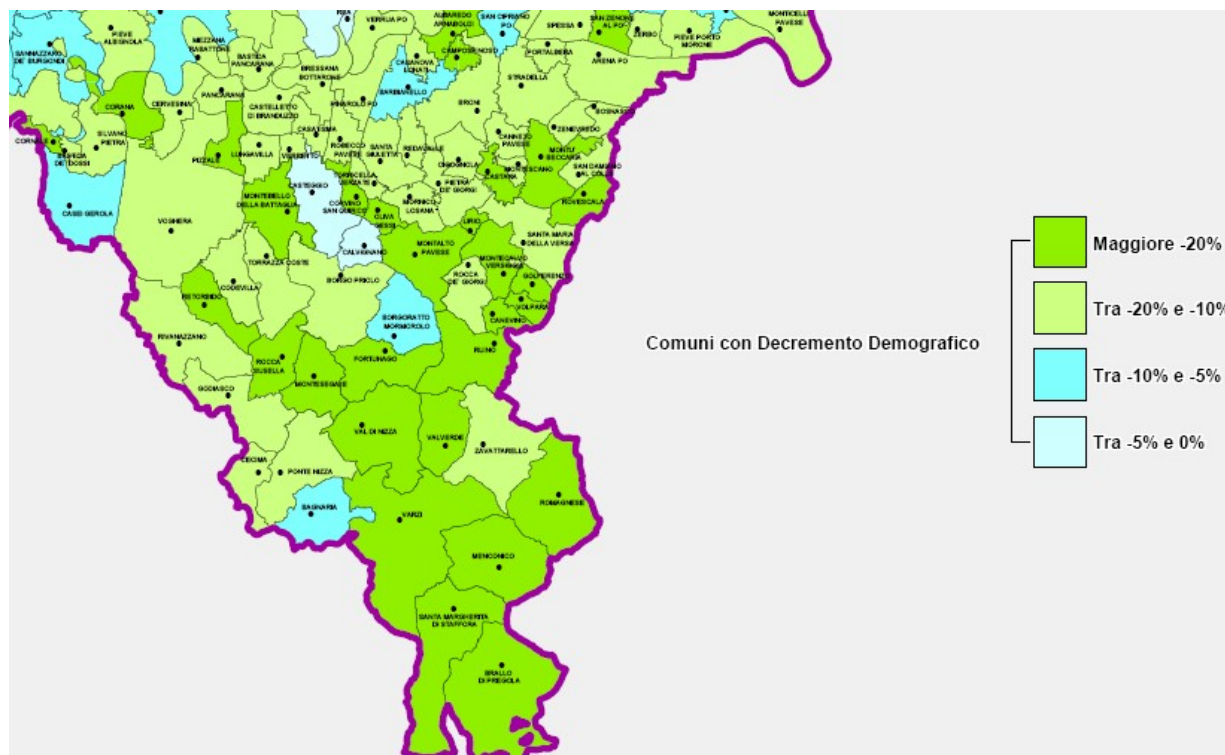 VERRUA PO
SAN CIPRIANO
PO
SPESSA
SAN ZENONE
AL PO
ZERBO
PIEVE PORTO
MORONE
MONTICELLI
PAVESE
PIEVE
ALBIGNOLA
SANNAZZARO
DE' BURGONDI
MEZZANA
RABATTONE
BASTIDA
PANCARANA
BRESSANA
BOTTARONE
CASANOVA
LONATI
CAMPOSPINOSO
PORTALBERA
ARENA PO
STRADELLA
BARBIANELLO
PINAROLO PO
PANCARANA
CORANA
CERVESINA
CASTELLETTO
DI BRANDUZZO
BRONI
BOSNASCO
ZENEVREDO
SILVANO
PIETRA
CORNALE
CASATISMA
ROBECCO
PAVESE
SANTA
GIULETTA
REDAVALLE
CANNETO
PAVESE
MONTU'
BECCARIA
PIZZALE
LUNGAVILLA
VERRETTO
CIGOGNOLA
CASTANA
MONTESCANO
SAN DAMIANO
AL COLLE
ROVESCALA
CASEI GEROLA
VOGHERA
MONTEBELLO
DELLA BATTAGLIA
CASTEGGIO
TORRICELLA
VERZATE
CORVINO
SAN QUIRICO
OLIVA
GESSI
MORNICO
LOSANA
PIETRA
DE' GIORGI
LIRIO
SANTA MARIA
DELLA VERSA
CALVIGNANO
MONTALTO
PAVESE
MONTECALVO
VERSIGGIA
GOLFERENZO
VOLPARA
CANEVINO
ROCCA
DE' GIORGI
TORRAZZA COSTE
CODEVILLA
BORGO PRIOLO
RETORBIDO
BORGORATTO
MORMOROLO
RUINO
RIVANAZZANO
ROCCA
SUSELLA
FORTUNAGO
MONTESEGALE
GODIASCO
VAL DI NIZZA
VALVERDE
ZAVATTARELLO
CECIMA
PONTE NIZZA
BAGNARIA
VARZI
ROMAGNESE
MENCONICO
SANTA MARGHERITA
DI STAFFORA
BRALLO
DI PREGOLA
Comuni con Decremento Demografico
Maggiore -20%
Tra -20% e -10%
Tra -10% e -5%
Tra -5% e 0%